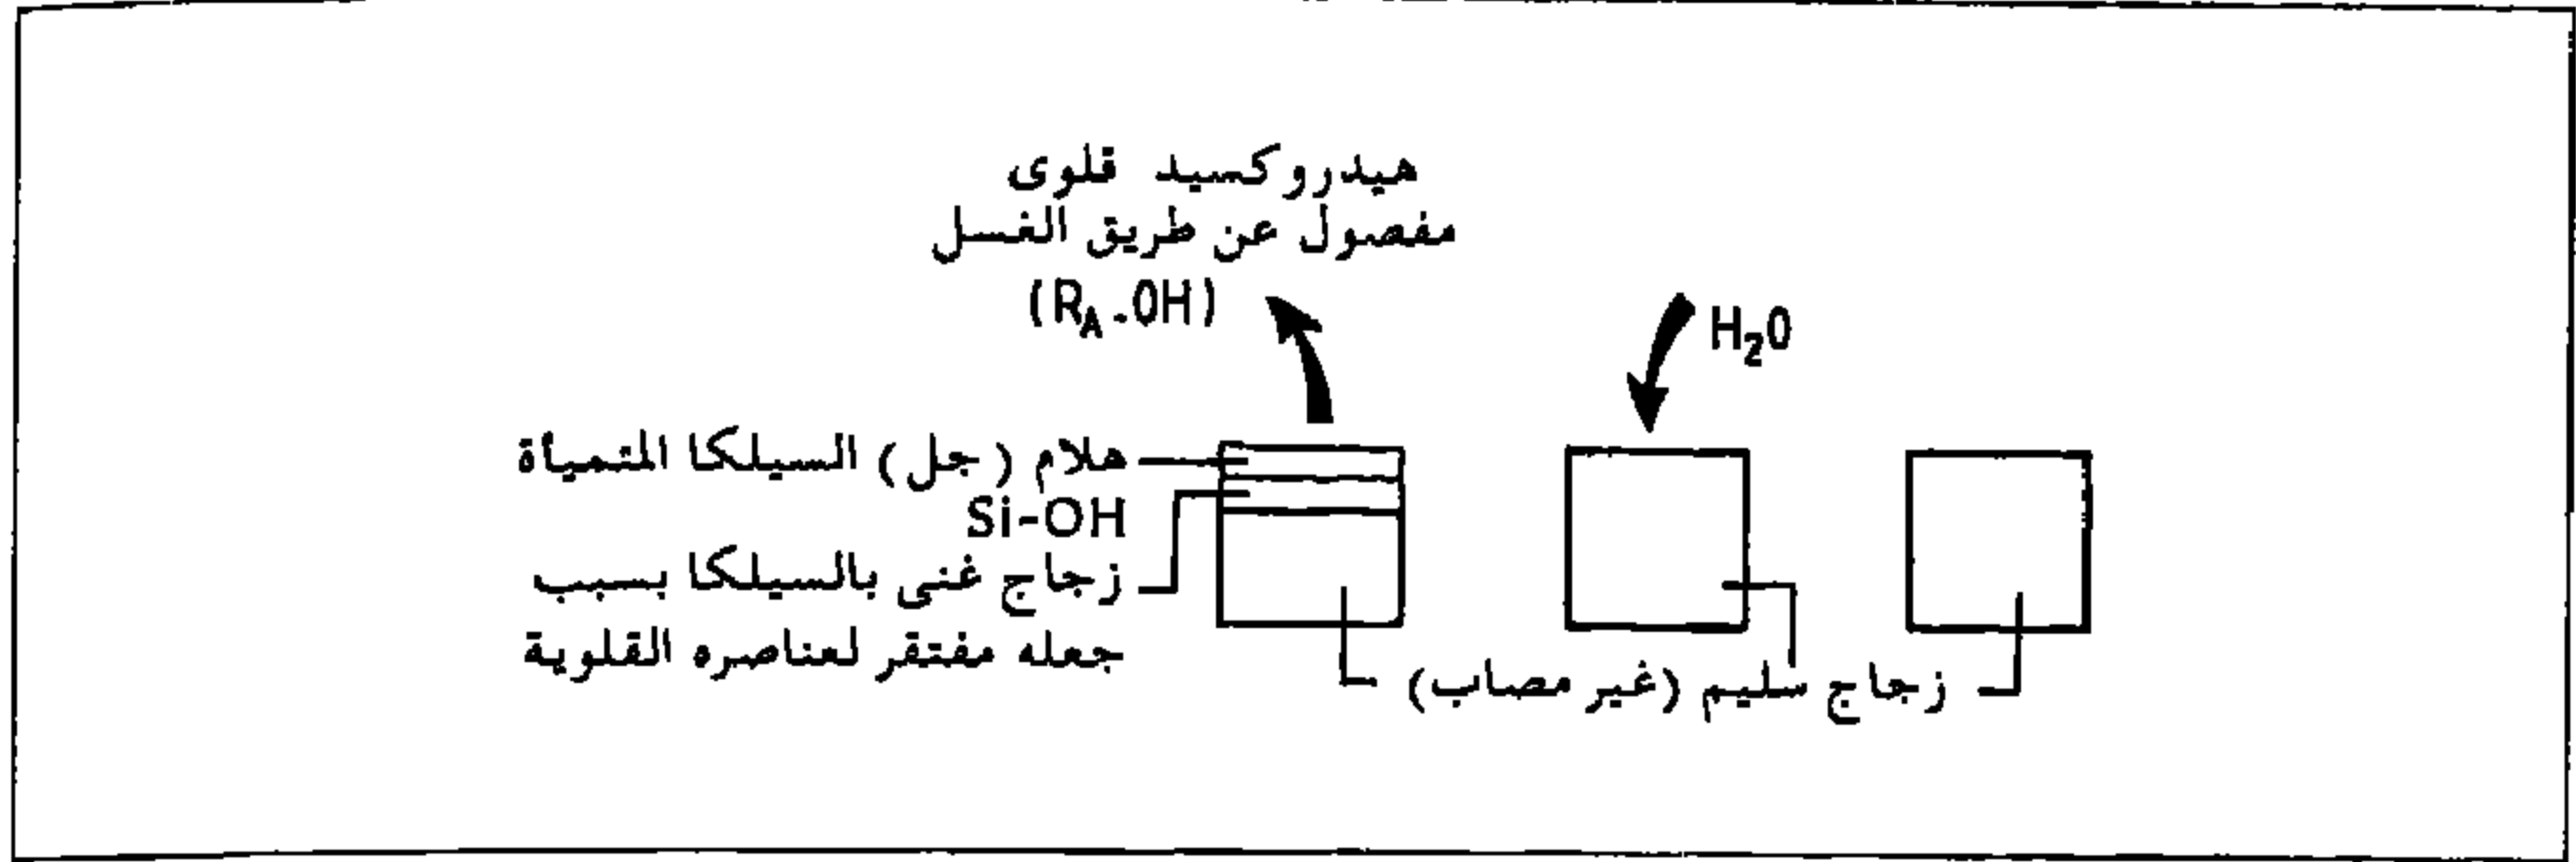 هيدروكسيد قلوى
مفصول عن طريق الغسل
(R_A.OH)
H₂O
هلام (جل) السيلكا المتميأة
Si-OH
زجاج غنى بالسيلكا بسبب
جعله مفتقر لعناصره القلوية
زجاج سليم (غير مصاب)